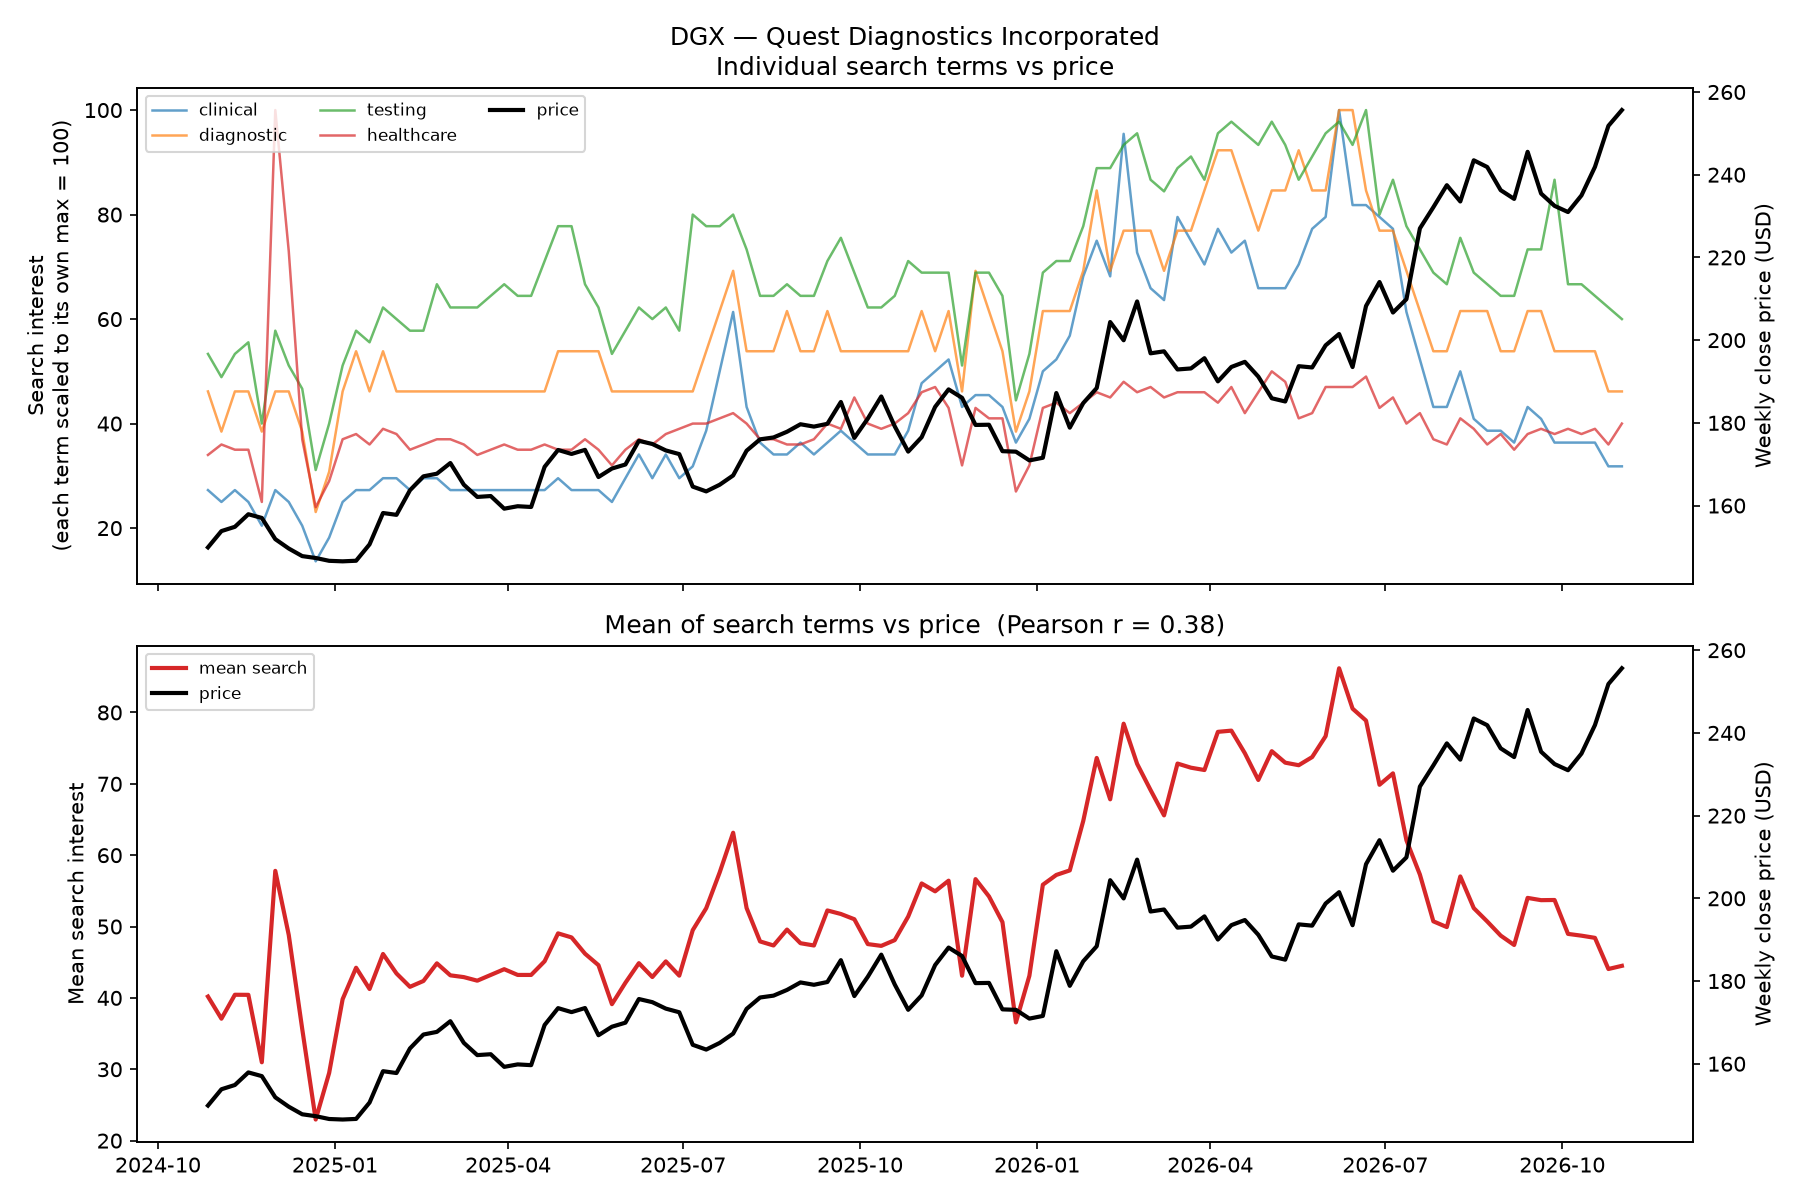 DGX — Quest Diagnostics Incorporated
Individual search terms vs price
clinical
diagnostic
testing
healthcare
price
Search interest
(each term scaled to its own max = 100)
100
80
60
40
20
260
240
220
200
180
160
Weekly close price (USD)
Mean of search terms vs price (Pearson r = 0.38)
mean search
price
Mean search interest
80
70
60
50
40
30
20
260
240
220
200
180
160
Weekly close price (USD)
2024-10
2025-01
2025-04
2025-07
2025-10
2026-01
2026-04
2026-07
2026-10